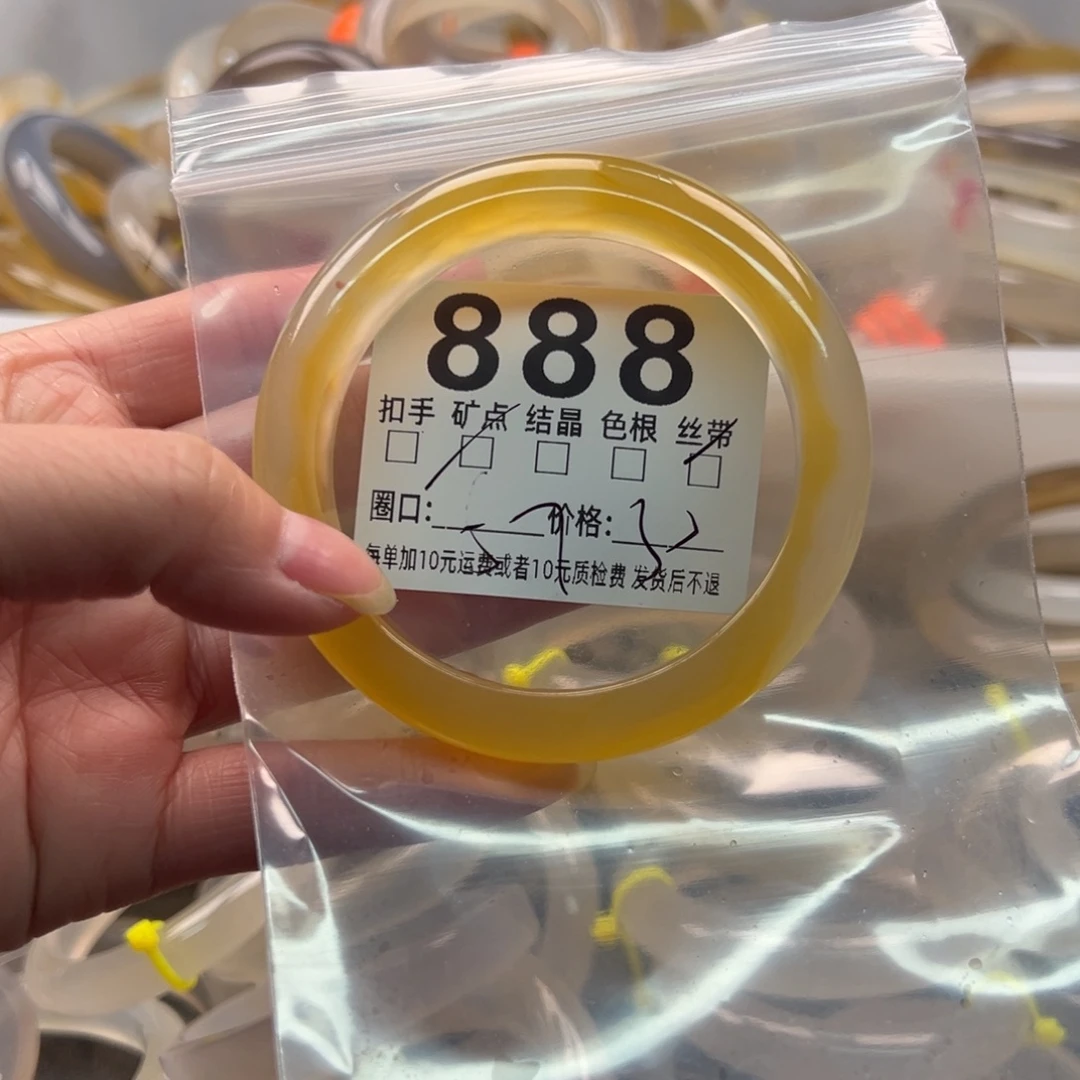 888
扣手 矿点 结晶 色根 丝带
圈口: 价格:
每单加10元运费或者10元质检费 发货后不退